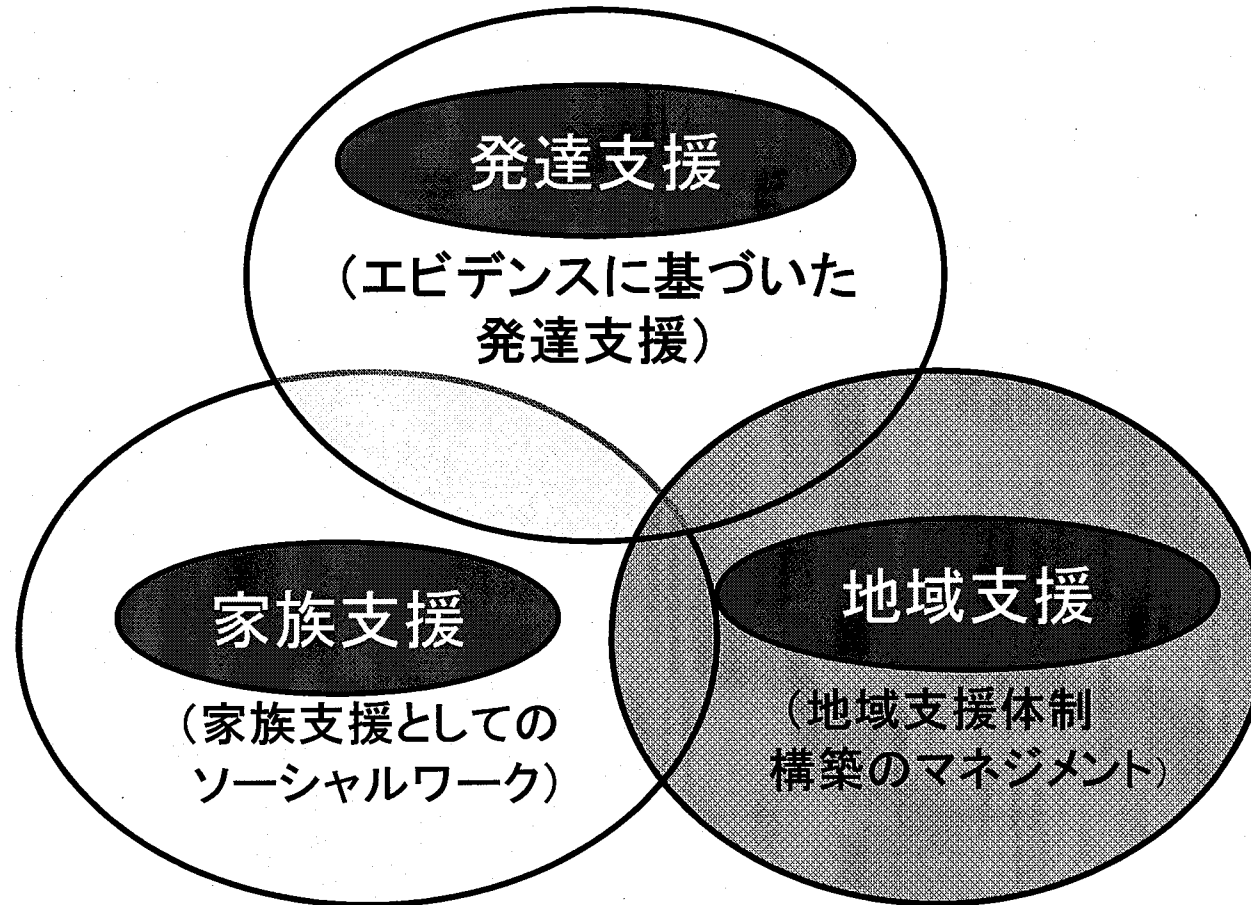 発達支援
（エビデンスに基づいた
発達支援）
家族支援
（家族支援としての
ソーシャルワーク）
地域支援
（地域支援体制
構築のマネジメント）